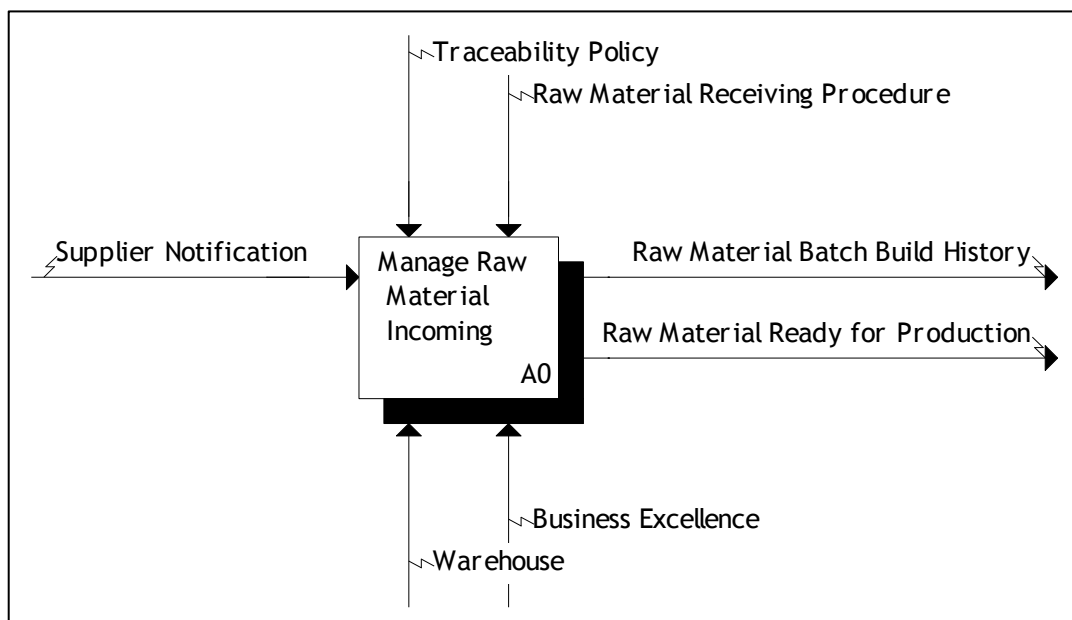 Traceability Policy
Raw Material Receiving Procedure
Supplier Notification
Manage Raw
Material
Incoming
A0
Raw Material Batch Build History
Raw Material Ready for Production
Business Excellence
Warehouse